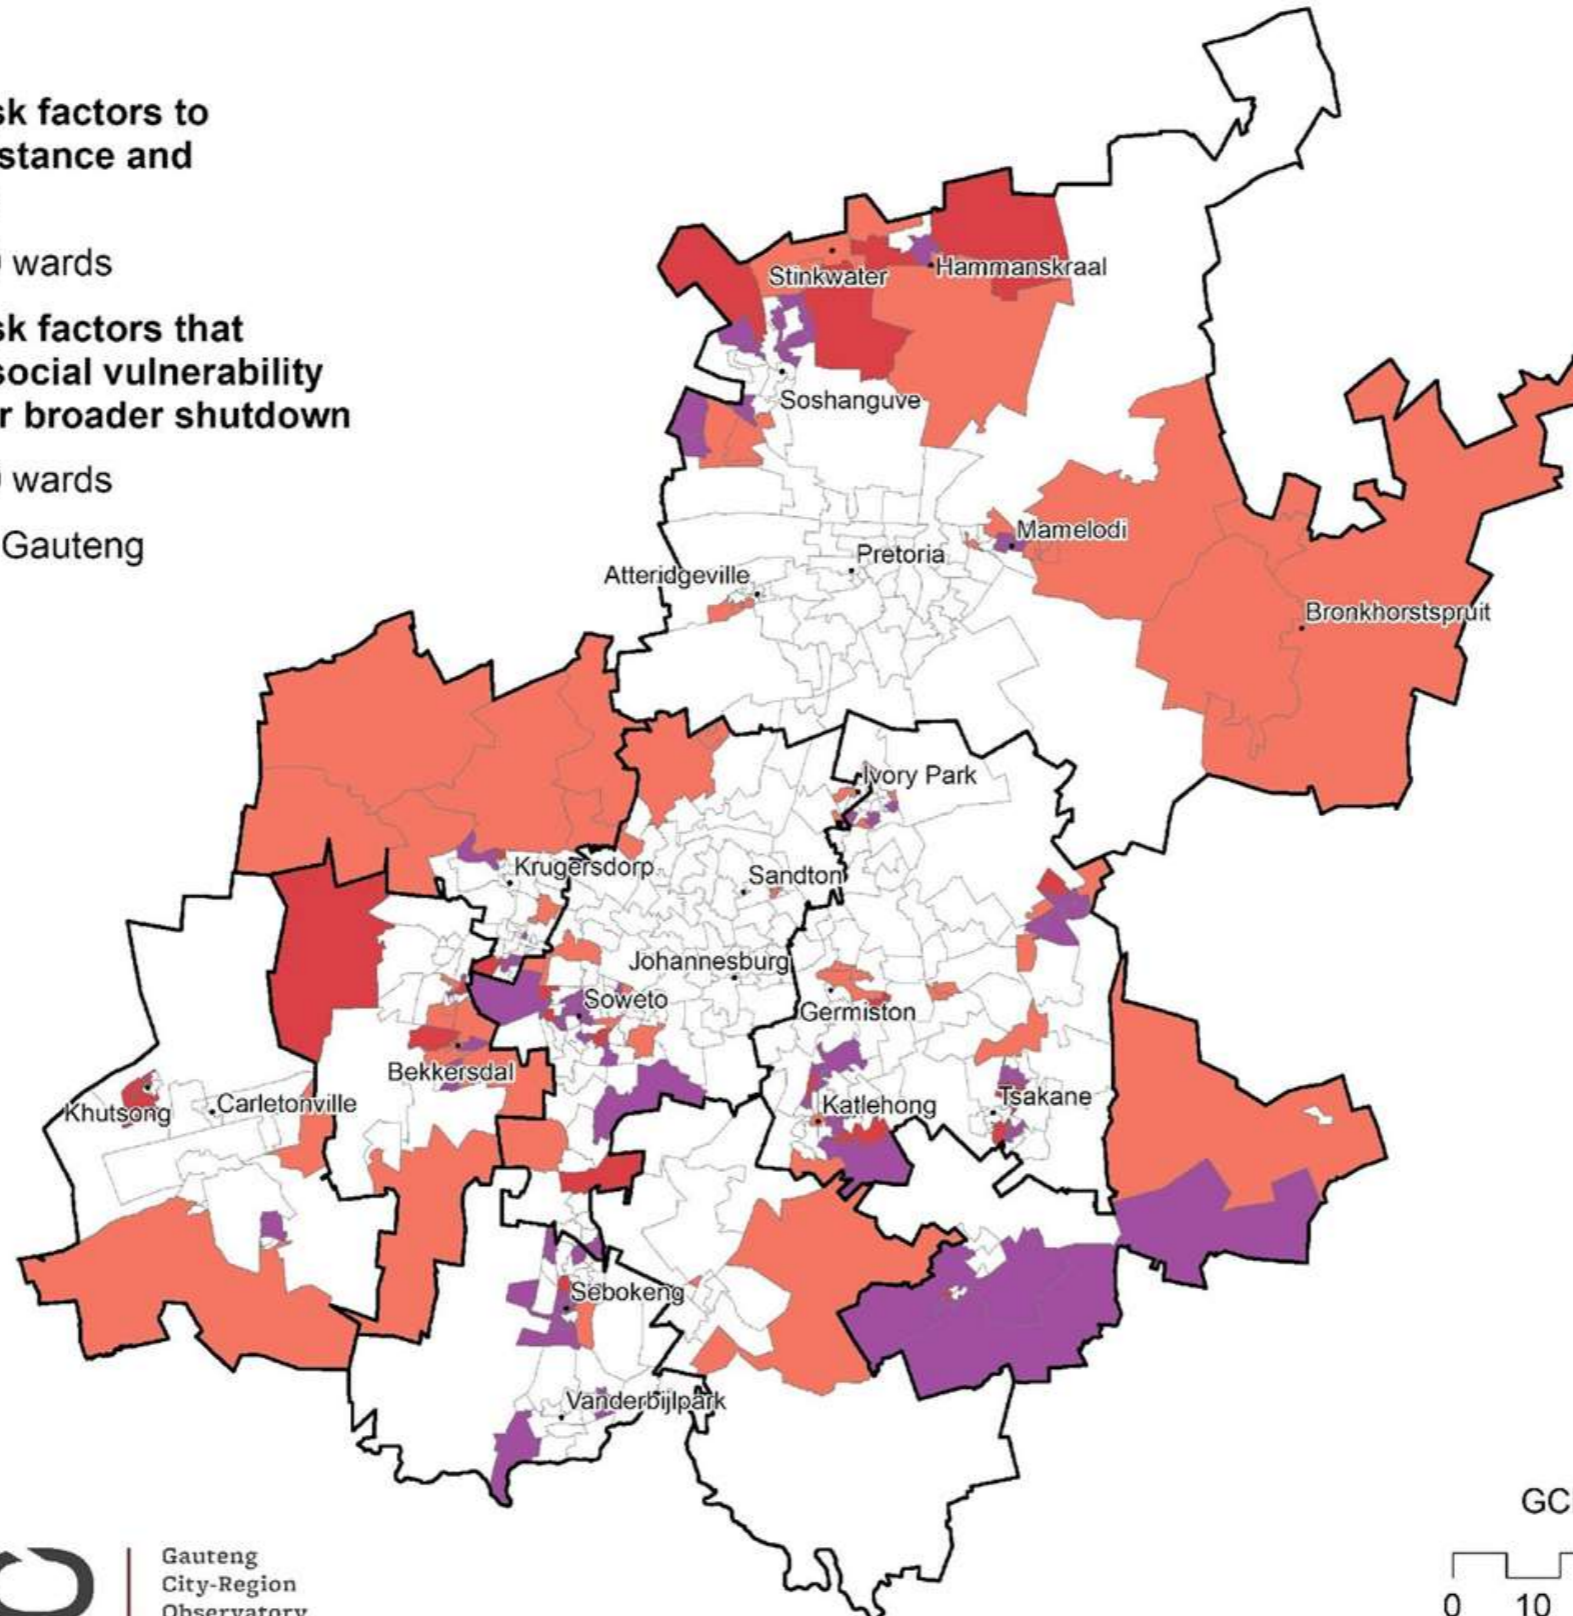 sk factors to
stance and
wards
sk factors that
social vulnerability
r broader shutdown
wards
Gauteng
Stinkwater
Hammanskraal
Soshanguve
Mamelodi
Pretoria
Atteridgeville
Bronkhorstspruit
Ivory Park
Krugersdorp
Sandton
Johannesburg
Soweto
Germiston
Bekkersdal
Khutsong
Carletonville
Katlehong
Tsakane
Sebokeng
Vanderbijlpark
GC
0 10
Gauteng
City-Region
Observatory